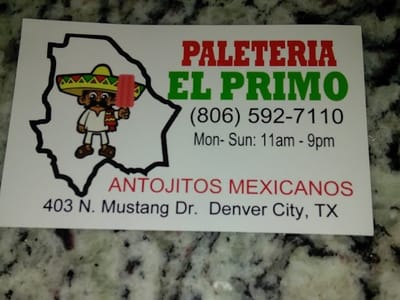 PALETERIA
EL PRIMO
(806) 592-7110
Mon- Sun: 11am - 9pm
ANTOJITOS MEXICANOS
403 N. Mustang Dr. Denver City, TX